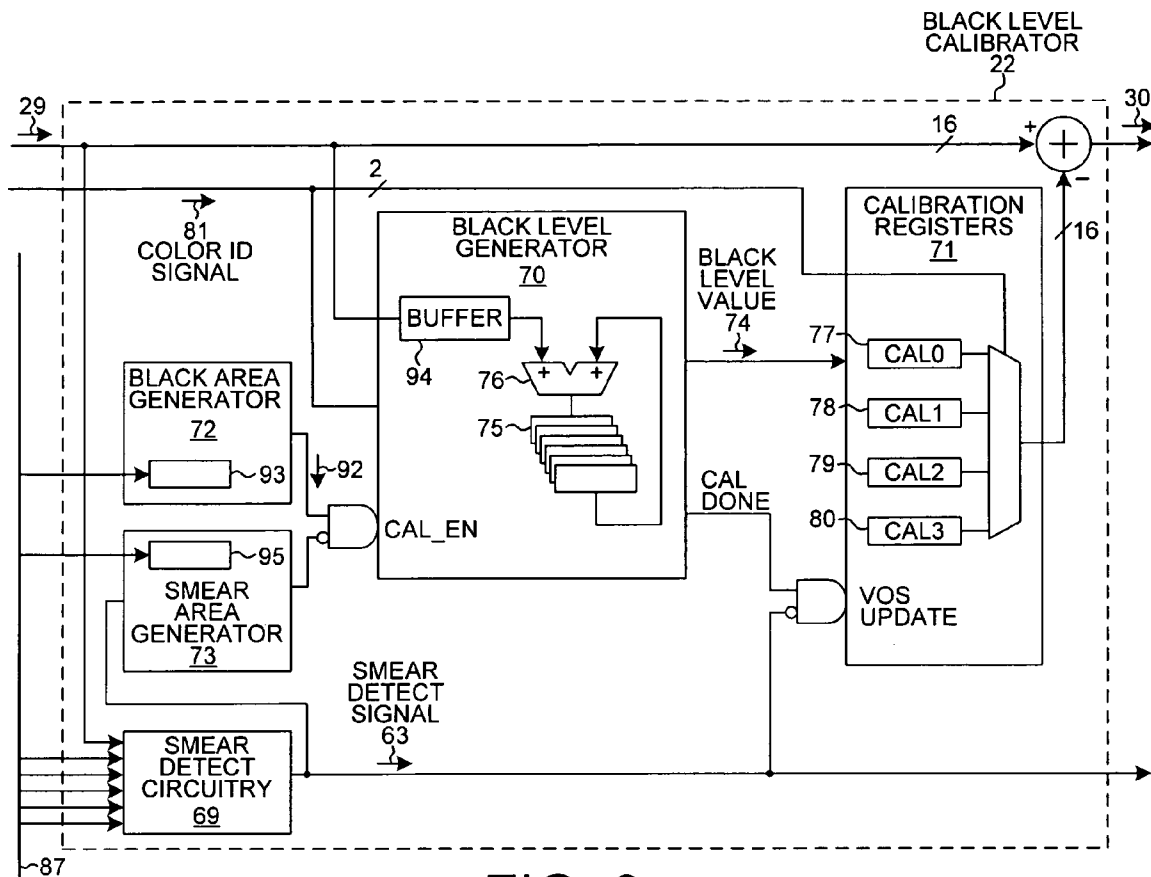 BLACK LEVEL
CALIBRATOR
22
29
30
16
+
+
−
2
81
COLOR ID
SIGNAL
BLACK LEVEL
GENERATOR
70
BUFFER
94
76
+
+
75
BLACK
LEVEL
VALUE
74
CALIBRATION
REGISTERS
71
16
77
CAL0
78
CAL1
79
CAL2
80
CAL3
BLACK AREA
GENERATOR
72
93
92
CAL_EN
95
SMEAR
AREA
GENERATOR
73
CAL
DONE
VOS
UPDATE
SMEAR
DETECT
SIGNAL
63
SMEAR
DETECT
CIRCUITRY
69
87